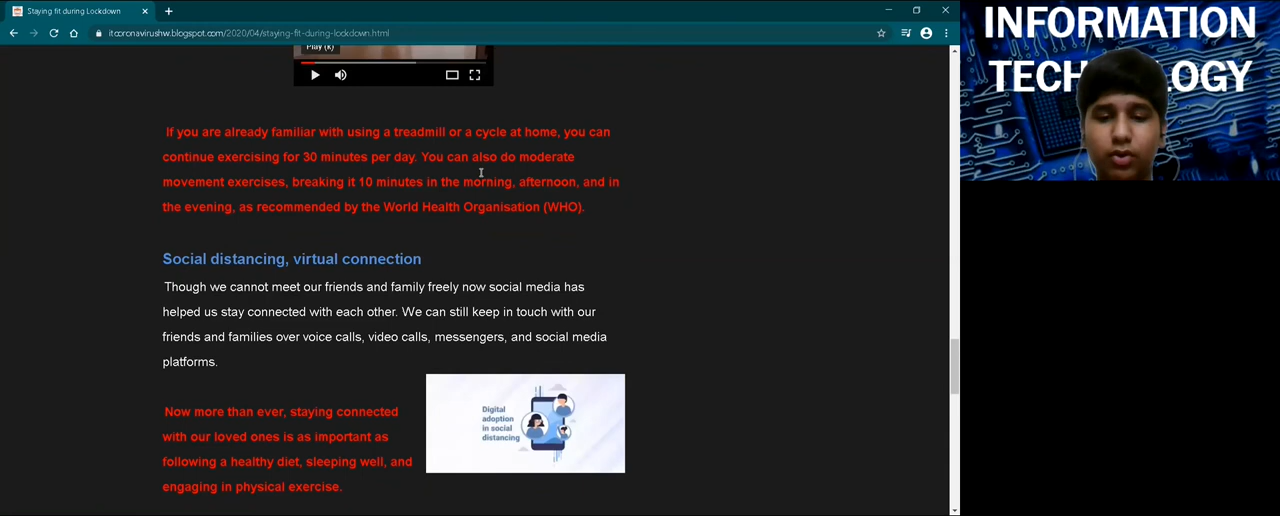 Staying fit during Lockdown
itcoronavirushw.blogspot.com/2020/04/staying-fit-during-lockdown.html
INFORMATION
Play (k)
If you are already familiar with using a treadmill or a cycle at home, you can
continue exercising for 30 minutes per day. You can also do moderate
movement exercises, breaking it 10 minutes in the morning, afternoon, and in
the evening, as recommended by the World Health Organisation (WHO).
Social distancing, virtual connection
Though we cannot meet our friends and family freely now social media has
helped us stay connected with each other. We can still keep in touch with our
friends and families over voice calls, video calls, messengers, and social media
platforms.
Now more than ever, staying connected
with our loved ones is as important as
following a healthy diet, sleeping well, and
engaging in physical exercise.
Digital
adoption
in social
distancing